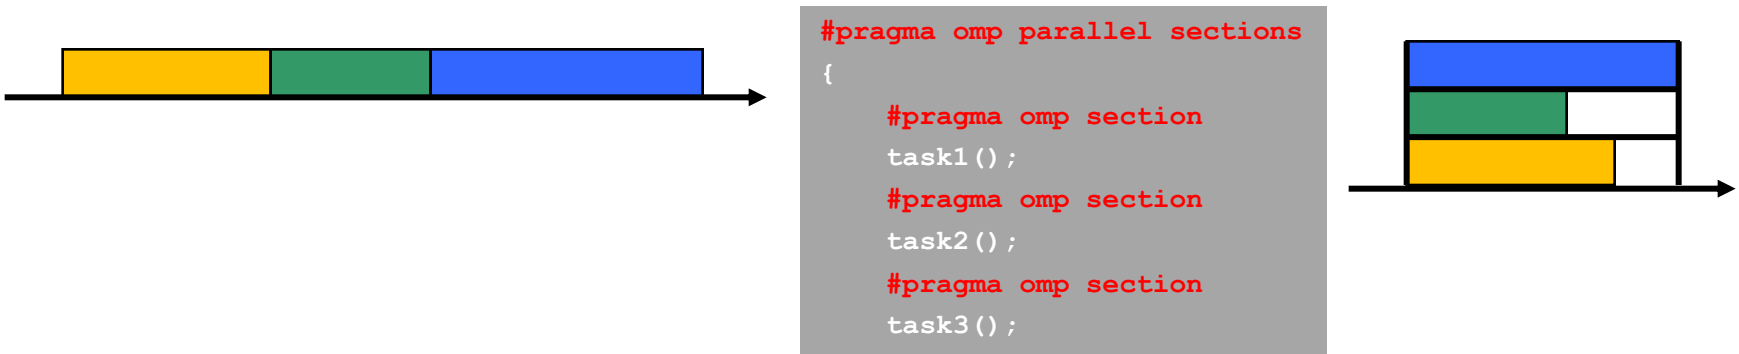 #pragma omp parallel sections
{
#pragma omp section
task1();
#pragma omp section
task2();
#pragma omp section
task3();